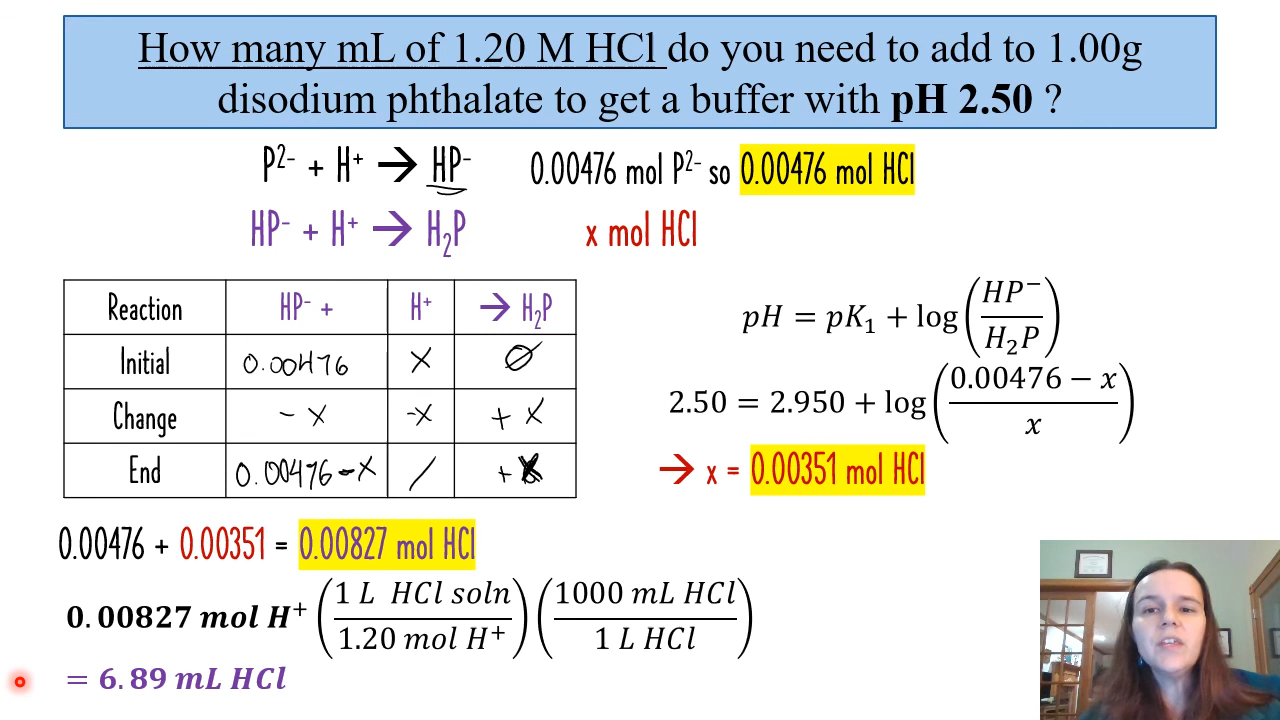 How many mL of 1.20 M HCl do you need to add to 1.00g
disodium phthalate to get a buffer with pH 2.50 ?
P²⁻ + H⁺ → HP⁻ 0.00476 mol P²⁻ so 0.00476 mol HCl
HP⁻ + H⁺ → H₂P x mol HCl
Reaction HP⁻ + H⁺ → H₂P
Initial 0.00476 x ∅
Change - x -x + x
End 0.00476 - x / + x
pH = pK₁ + log(HP⁻/H₂P)
2.50 = 2.950 + log((0.00476 − x)/x)
→ x = 0.00351 mol HCl
0.00476 + 0.00351 = 0.00827 mol HCl
0.00827 mol H⁺ (1 L HCl soln/1.20 mol H⁺) (1000 mL HCl/1 L HCl)
= 6.89 mL HCl